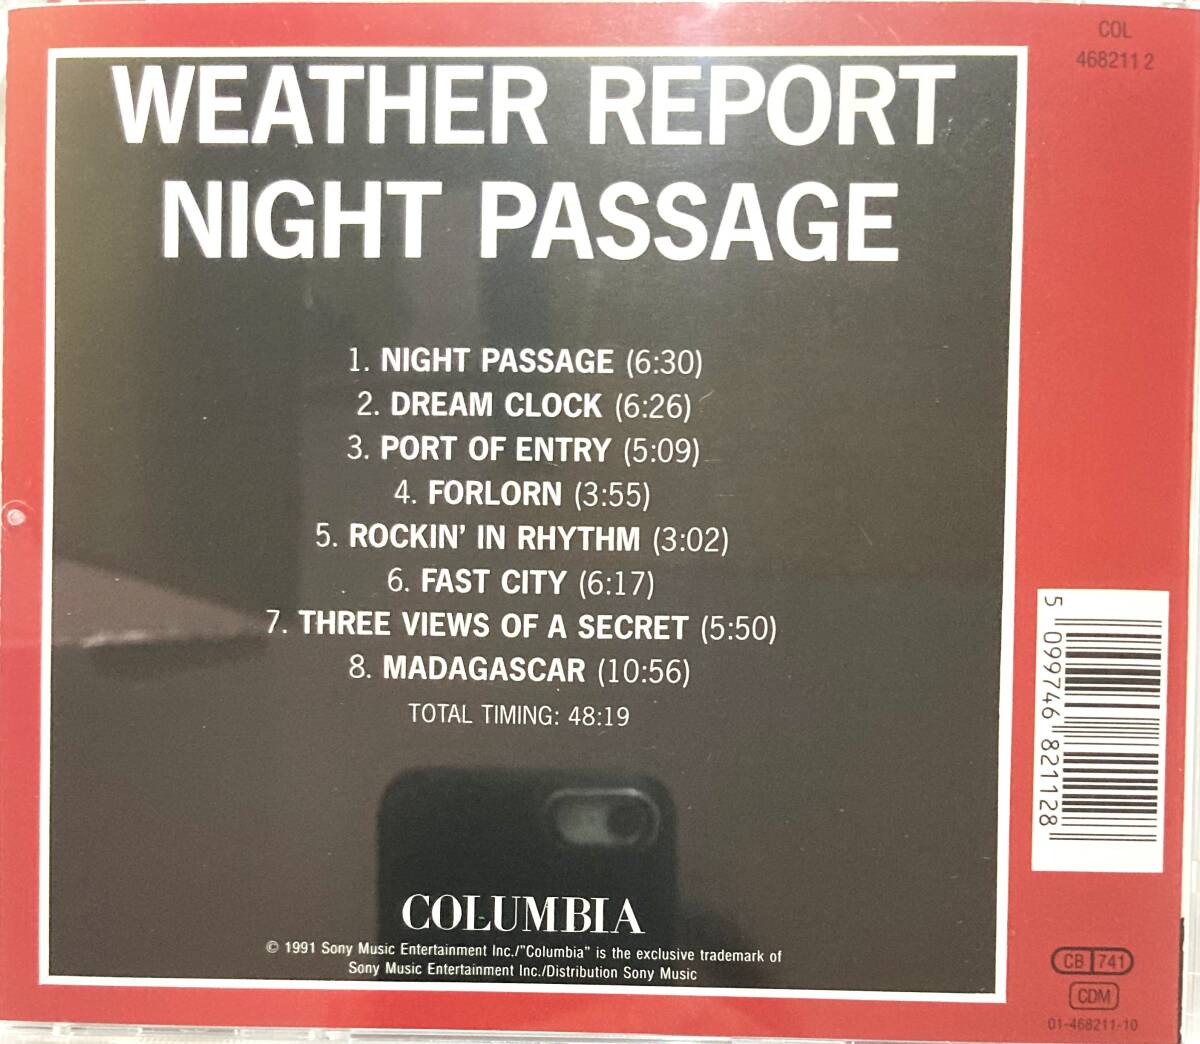 COL
468211 2
WEATHER REPORT
NIGHT PASSAGE
1. NIGHT PASSAGE (6:30)
2. DREAM CLOCK (6:26)
3. PORT OF ENTRY (5:09)
4. FORLORN (3:55)
5. ROCKIN' IN RHYTHM (3:02)
6. FAST CITY (6:17)
7. THREE VIEWS OF A SECRET (5:50)
8. MADAGASCAR (10:56)
TOTAL TIMING: 48:19
COLUMBIA
© 1991 Sony Music Entertainment Inc./"Columbia" is the exclusive trademark of
Sony Music Entertainment Inc./Distribution Sony Music
5 099746 821128
CB 741
CDM
01-468211-10